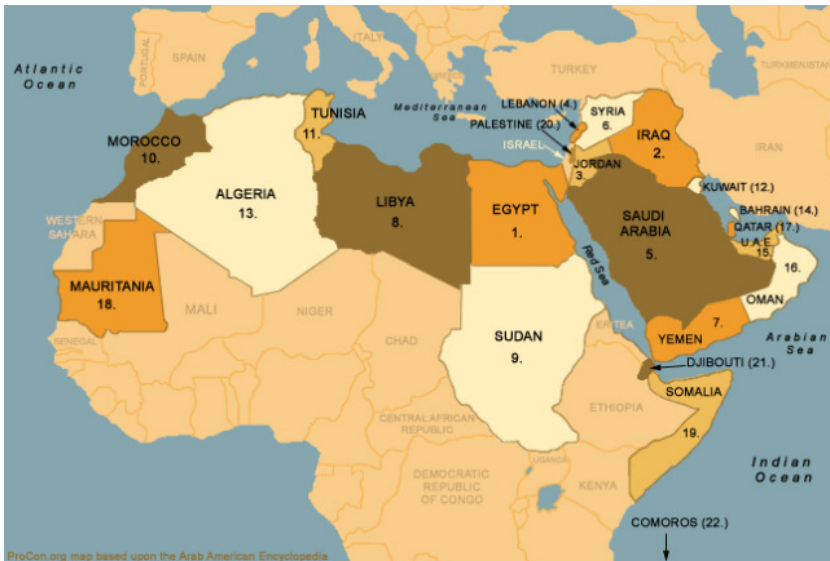 Atlantic
Ocean
PORTUGAL
SPAIN
ITALY
GREECE
TURKEY
TURKMENISTAN
Mediterranean
Sea
LEBANON (4.)
SYRIA
6.
PALESTINE (20.)
ISRAEL
IRAQ
2.
IRAN
JORDAN
3.
KUWAIT (12.)
TUNISIA
11.
MOROCCO
10.
ALGERIA
13.
LIBYA
8.
EGYPT
1.
SAUDI
ARABIA
5.
BAHRAIN (14.)
QATAR (17.)
U.A.E.
15.
16.
OMAN
WESTERN
SAHARA
MAURITANIA
18.
MALI
NIGER
CHAD
SUDAN
9.
Red Sea
ERITEA
YEMEN
7.
Arabian
Sea
SENEGAL
DJIBOUTI (21.)
SOMALIA
19.
ETHIOPIA
CENTRAL AFRICAN
REPUBLIC
DEMOCRATIC
REPUBLIC
OF CONGO
UGANDA
KENYA
Indian
Ocean
COMOROS (22.)
ProCon.org map based upon the Arab American Encyclopedia